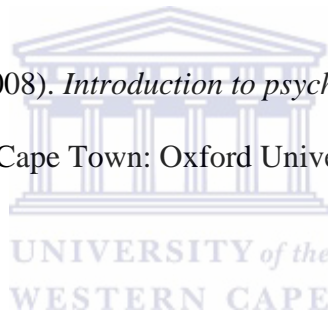 008). Introduction to psych
Cape Town: Oxford Unive
UNIVERSITY of the
WESTERN CAPE